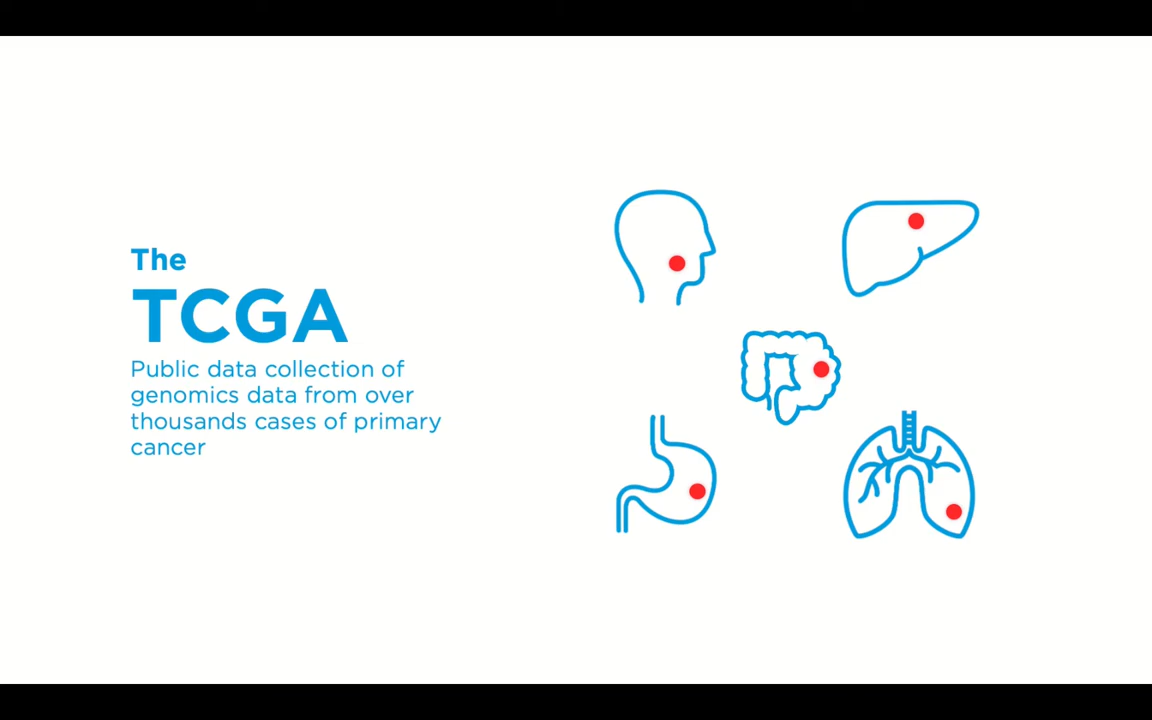 The
TCGA
Public data collection of
genomics data from over
thousands cases of primary
cancer